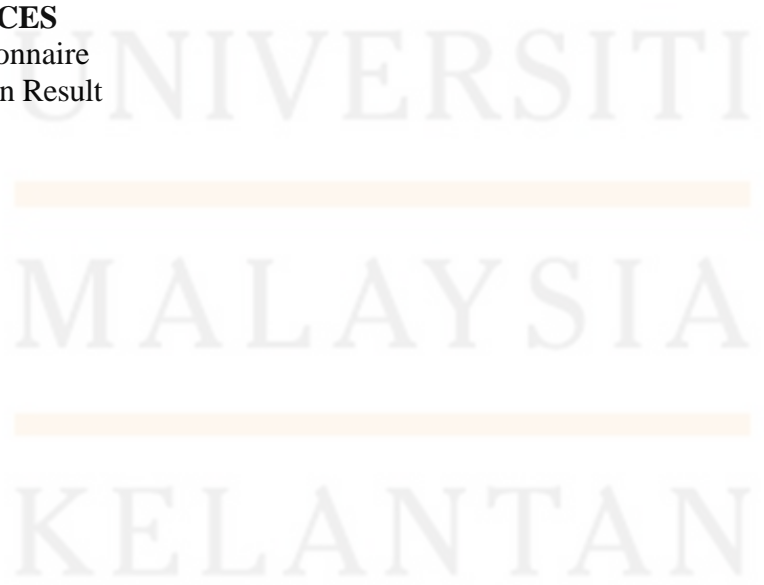 CES
onnaire
n Result
UNIVERSITI
MALAYSIA
KELANTAN